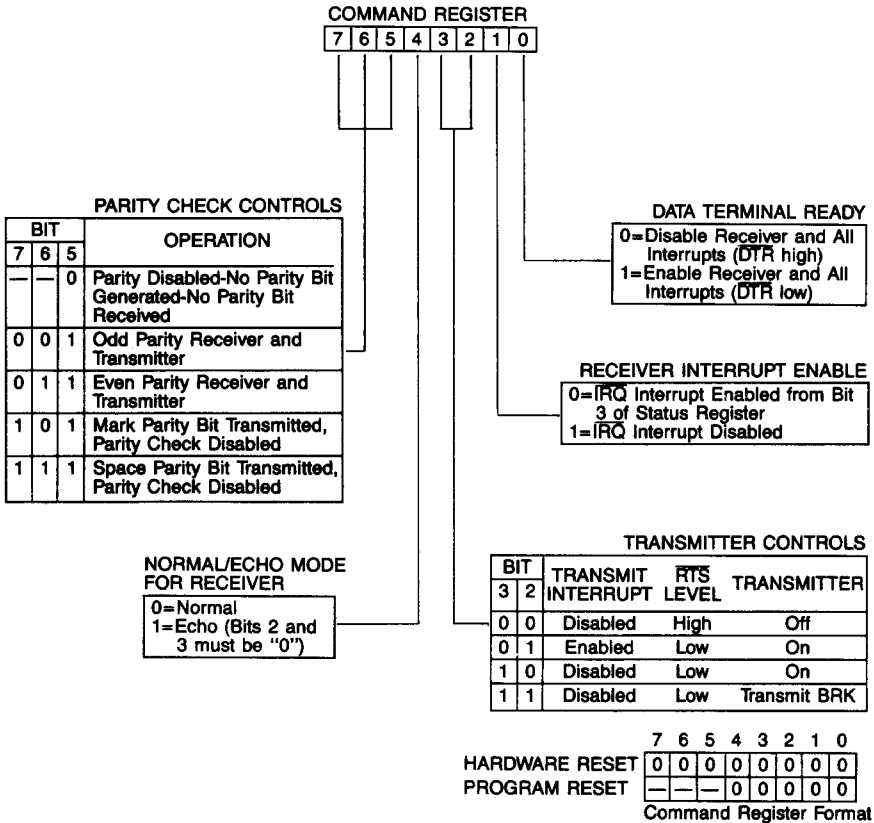 COMMAND REGISTER
7 6 5 4 3 2 1 0
PARITY CHECK CONTROLS
BIT
7 6 5
OPERATION
— — 0 Parity Disabled-No Parity Bit
Generated-No Parity Bit
Received
0 0 1 Odd Parity Receiver and
Transmitter
0 1 1 Even Parity Receiver and
Transmitter
1 0 1 Mark Parity Bit Transmitted,
Parity Check Disabled
1 1 1 Space Parity Bit Transmitted,
Parity Check Disabled
DATA TERMINAL READY
0=Disable Receiver and All
Interrupts (D̅T̅R̅ high)
1=Enable Receiver and All
Interrupts (D̅T̅R̅ low)
RECEIVER INTERRUPT ENABLE
0=I̅R̅Q̅ Interrupt Enabled from Bit
3 of Status Register
1=I̅R̅Q̅ Interrupt Disabled
NORMAL/ECHO MODE
FOR RECEIVER
0=Normal
1=Echo (Bits 2 and
3 must be “0”)
TRANSMITTER CONTROLS
BIT
3 2
TRANSMIT
INTERRUPT
R̅T̅S̅
LEVEL
TRANSMITTER
0 0 Disabled High Off
0 1 Enabled Low On
1 0 Disabled Low On
1 1 Disabled Low Transmit BRK
7 6 5 4 3 2 1 0
HARDWARE RESET 0 0 0 0 0 0 0 0
PROGRAM RESET — — — 0 0 0 0 0
Command Register Format